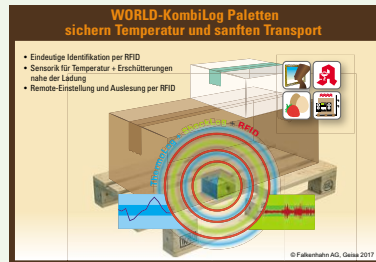 WORLD-KombiLog Paletten
sichern Temperatur und sanften Transport
• Eindeutige Identifikation per RFID
• Sensorik für Temperatur + Erschütterungen
nahe der Ladung
• Remote-Einstellung und Auslesung per RFID
RFID
© Falkenhahn AG, Geisa 2017